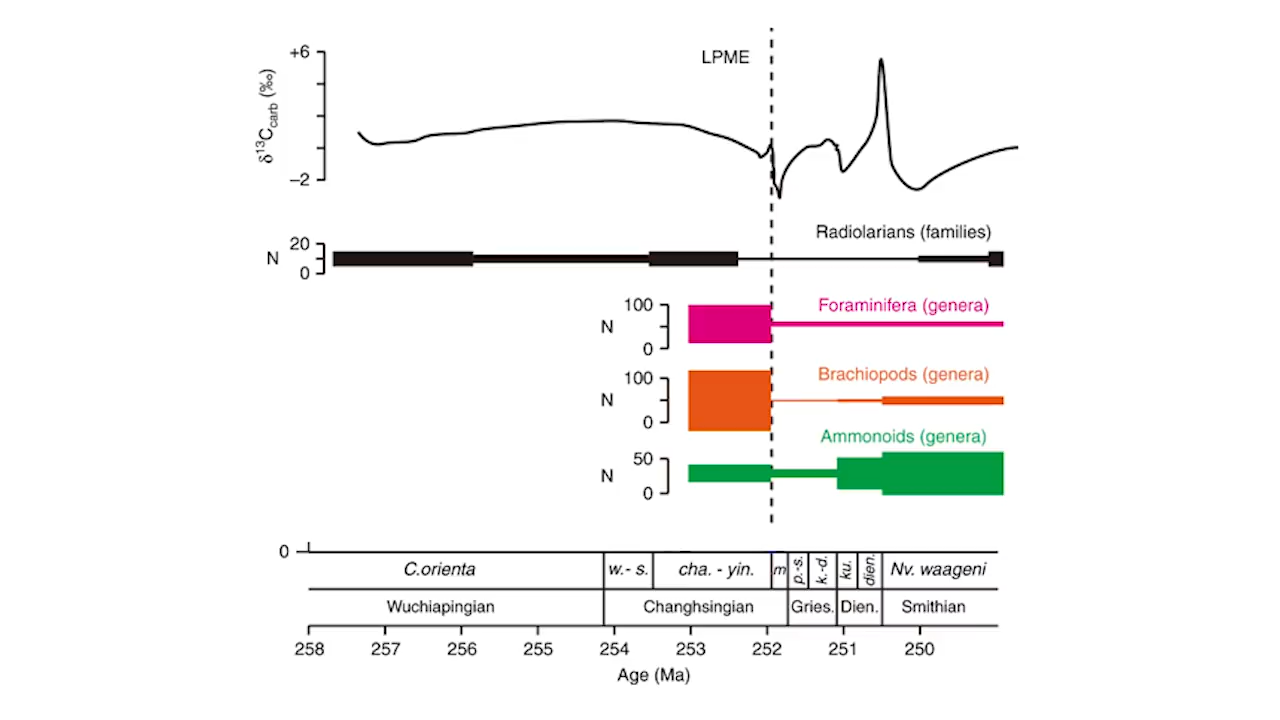 LPME
+6
δ13Ccarb (‰)
−2
Radiolarians (families)
20
N
0
Foraminifera (genera)
100
N
0
Brachiopods (genera)
100
N
0
Ammonoids (genera)
50
N
0
0
C.orienta w.- s. cha. - yin. m p.-s. k.-d. ku. dien. Nv. waageni
Wuchiapingian Changhsingian Gries. Dien. Smithian
258 257 256 255 254 253 252 251 250
Age (Ma)